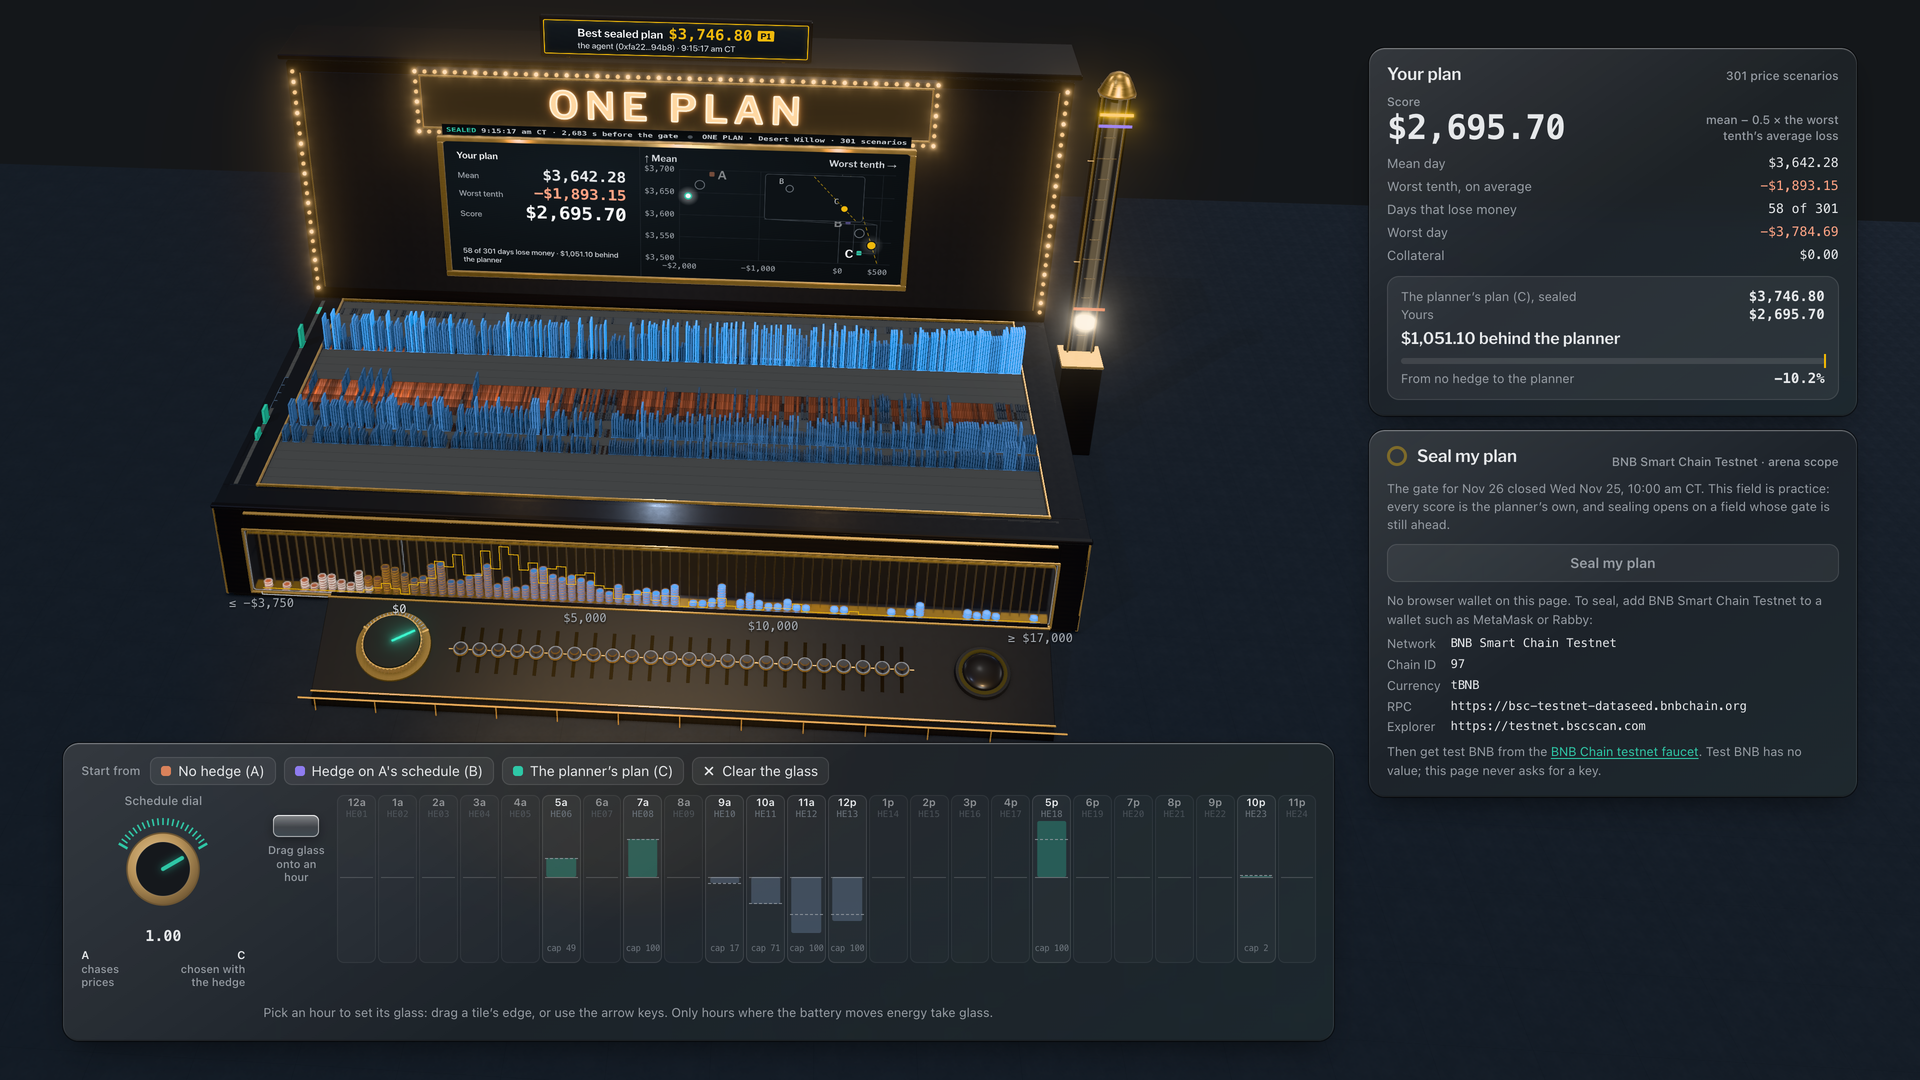 Best sealed plan $3,746.80 P1
the agent (0xfa22…94b8) · 9:15:17 am CT
ONE PLAN
SEALED 9:15:17 am CT · 2,683 s before the gate ONE PLAN · Desert Willow · 301 scenarios
Your plan
Mean $3,642.28
Worst tenth −$1,893.15
Score $2,695.70
58 of 301 days lose money · $1,051.10 behind
the planner
↑ Mean
Worst tenth →
$3,700
$3,650
$3,600
$3,550
$3,500
−$2,000
−$1,000
$0
$500
A
B
C
C
≤ −$3,750
$0
$5,000
$10,000
≥ $17,000
Your plan
301 price scenarios
Score
$2,695.70
mean − 0.5 × the worst
tenth's average loss
Mean day $3,642.28
Worst tenth, on average −$1,893.15
Days that lose money 58 of 301
Worst day −$3,784.69
Collateral $0.00
The planner's plan (C), sealed $3,746.80
Yours $2,695.70
$1,051.10 behind the planner
From no hedge to the planner −10.2%
Seal my plan
BNB Smart Chain Testnet · arena scope
The gate for Nov 26 closed Wed Nov 25, 10:00 am CT. This field is practice:
every score is the planner's own, and sealing opens on a field whose gate is
still ahead.
Seal my plan
No browser wallet on this page. To seal, add BNB Smart Chain Testnet to a
wallet such as MetaMask or Rabby:
Network BNB Smart Chain Testnet
Chain ID 97
Currency tBNB
RPC https://bsc-testnet-dataseed.bnbchain.org
Explorer https://testnet.bscscan.com
Then get test BNB from the BNB Chain testnet faucet. Test BNB has no
value; this page never asks for a key.
Start from
No hedge (A)
Hedge on A's schedule (B)
The planner's plan (C)
✕ Clear the glass
Schedule dial
1.00
A
chases
prices
C
chosen with
the hedge
Drag glass
onto an
hour
12a 1a 2a 3a 4a 5a 6a 7a 8a 9a 10a 11a 12p 1p 2p 3p 4p 5p 6p 7p 8p 9p 10p 11p
HE01 HE02 HE03 HE04 HE05 HE06 HE07 HE08 HE09 HE10 HE11 HE12 HE13 HE14 HE15 HE16 HE17 HE18 HE19 HE20 HE21 HE22 HE23 HE24
cap 49 cap 100 cap 17 cap 71 cap 100 cap 100 cap 100 cap 2
Pick an hour to set its glass: drag a tile's edge, or use the arrow keys. Only hours where the battery moves energy take glass.